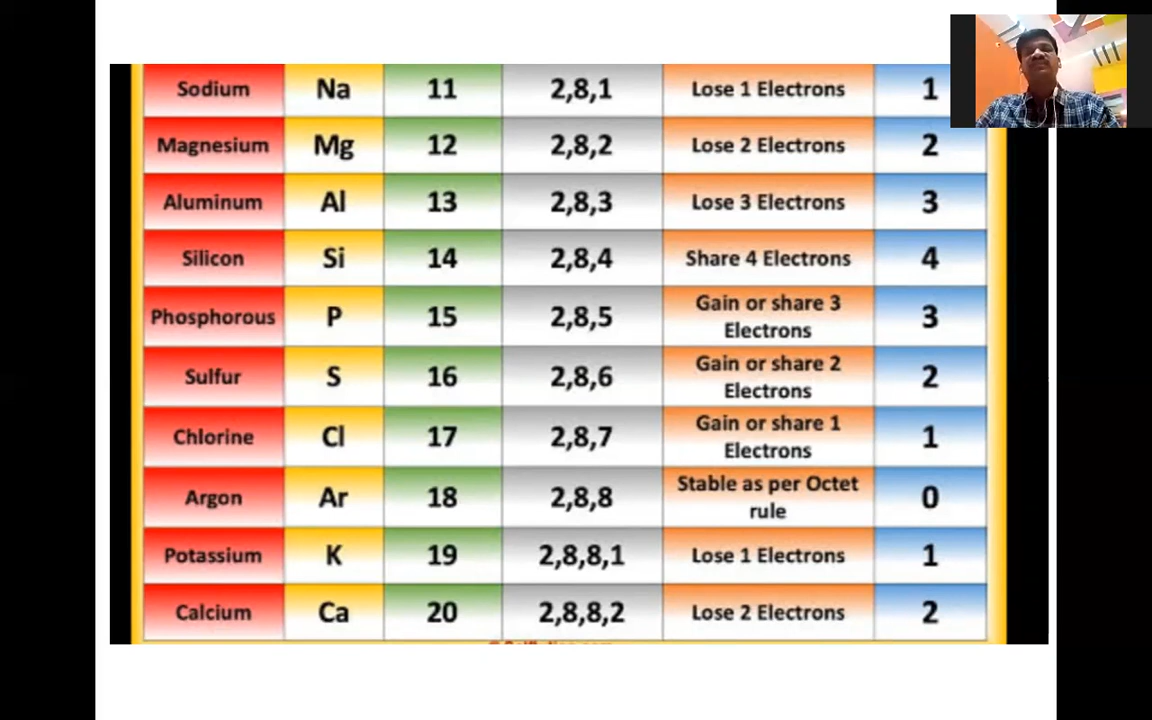 Sodium Na 11 2,8,1 Lose 1 Electrons 1
Magnesium Mg 12 2,8,2 Lose 2 Electrons 2
Aluminum Al 13 2,8,3 Lose 3 Electrons 3
Silicon Si 14 2,8,4 Share 4 Electrons 4
Phosphorous P 15 2,8,5 Gain or share 3 Electrons 3
Sulfur S 16 2,8,6 Gain or share 2 Electrons 2
Chlorine Cl 17 2,8,7 Gain or share 1 Electrons 1
Argon Ar 18 2,8,8 Stable as per Octet rule 0
Potassium K 19 2,8,8,1 Lose 1 Electrons 1
Calcium Ca 20 2,8,8,2 Lose 2 Electrons 2